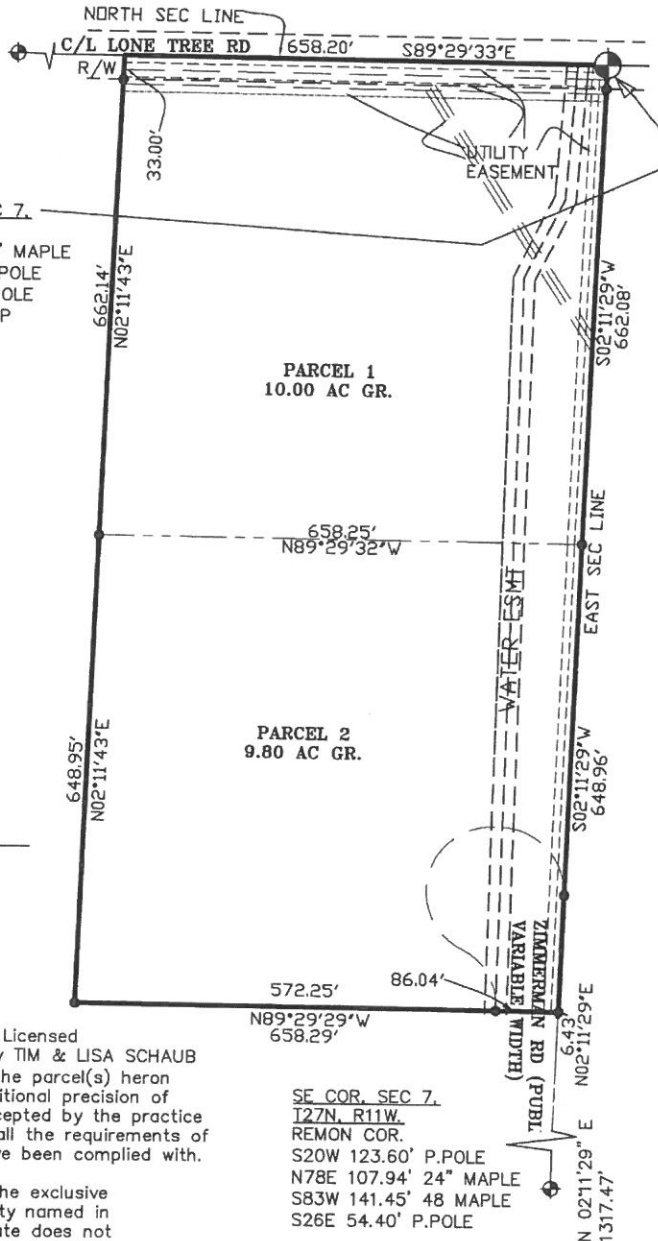 NORTH SEC LINE
C/L LONE TREE RD 658.20' S89°29'33"E
R/W
33.00'
UTILITY
EASEMENT
C 7,
' MAPLE
POLE
OLE
P
662.14'
N02°11'43"E
S02°11'29"W
662.08'
PARCEL 1
10.00 AC GR.
658.25'
N89°29'32"W
EAST SEC LINE
WATER ESMT
PARCEL 2
9.80 AC GR.
648.95'
N02°11'43"E
S02°11'29"W
648.96'
ZIMMERMAN RD (PUBL
VARIABLE WIDTH)
86.04'
572.25'
N89°29'29"W
658.29'
6.43'
N02°11'29"E
Licensed
y TIM & LISA SCHAUB
he parcel(s) heron
itional precision of
cepted by the practice
all the requirements of
ve been complied with.
he exclusive
ty named in
ate does not
SE COR. SEC 7,
T27N, R11W.
REMON COR.
S20W 123.60' P.POLE
N78E 107.94' 24" MAPLE
S83W 141.45' 48 MAPLE
S26E 54.40' P.POLE
N 02°11'29" E
1317.47'